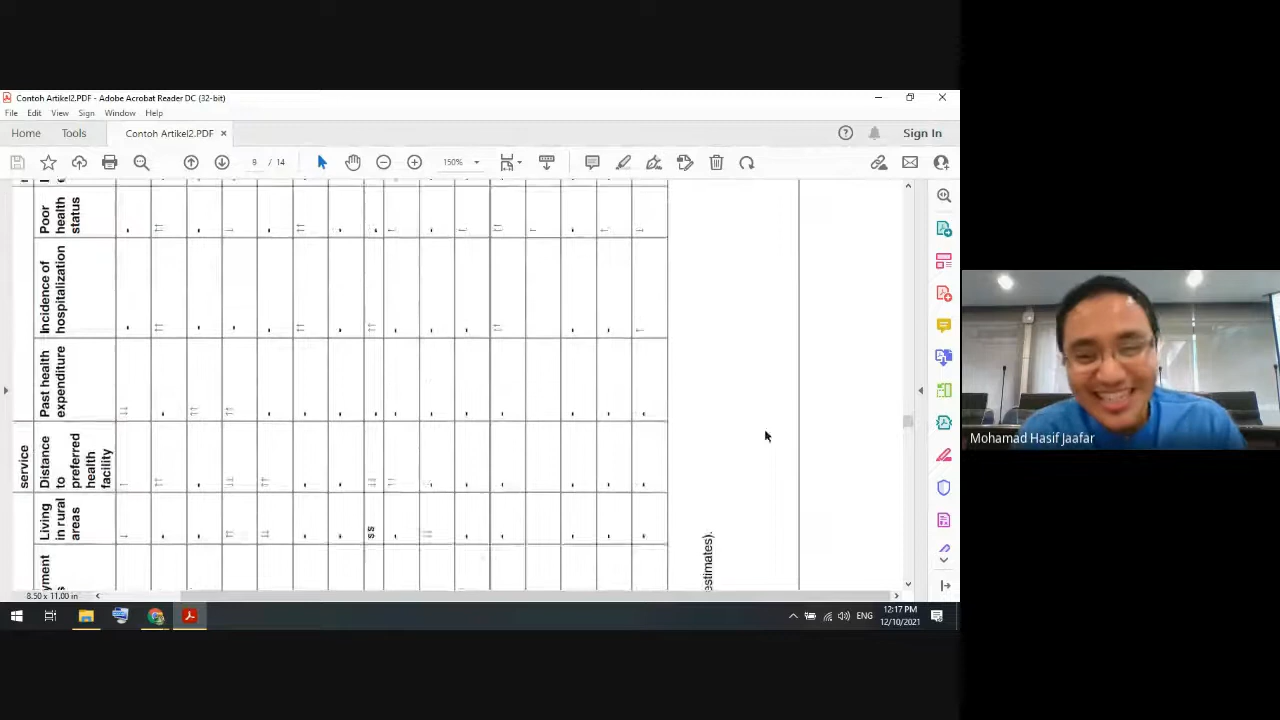 Contoh Artikel2.PDF - Adobe Acrobat Reader DC (32-bit)
File Edit View Sign Window Help
Home Tools Contoh Artikel2.PDF × Sign In
9 / 14 150%
Poor
health
status
Incidence of
hospitalization
Past health
expenditure
service
Distance
to
preferred
health
facility
Living
in rural
areas
yment
s
ss
estimates).
8.50 x 11.00 in
Mohamad Hasif Jaafar
ENG
12:17 PM
12/10/2021